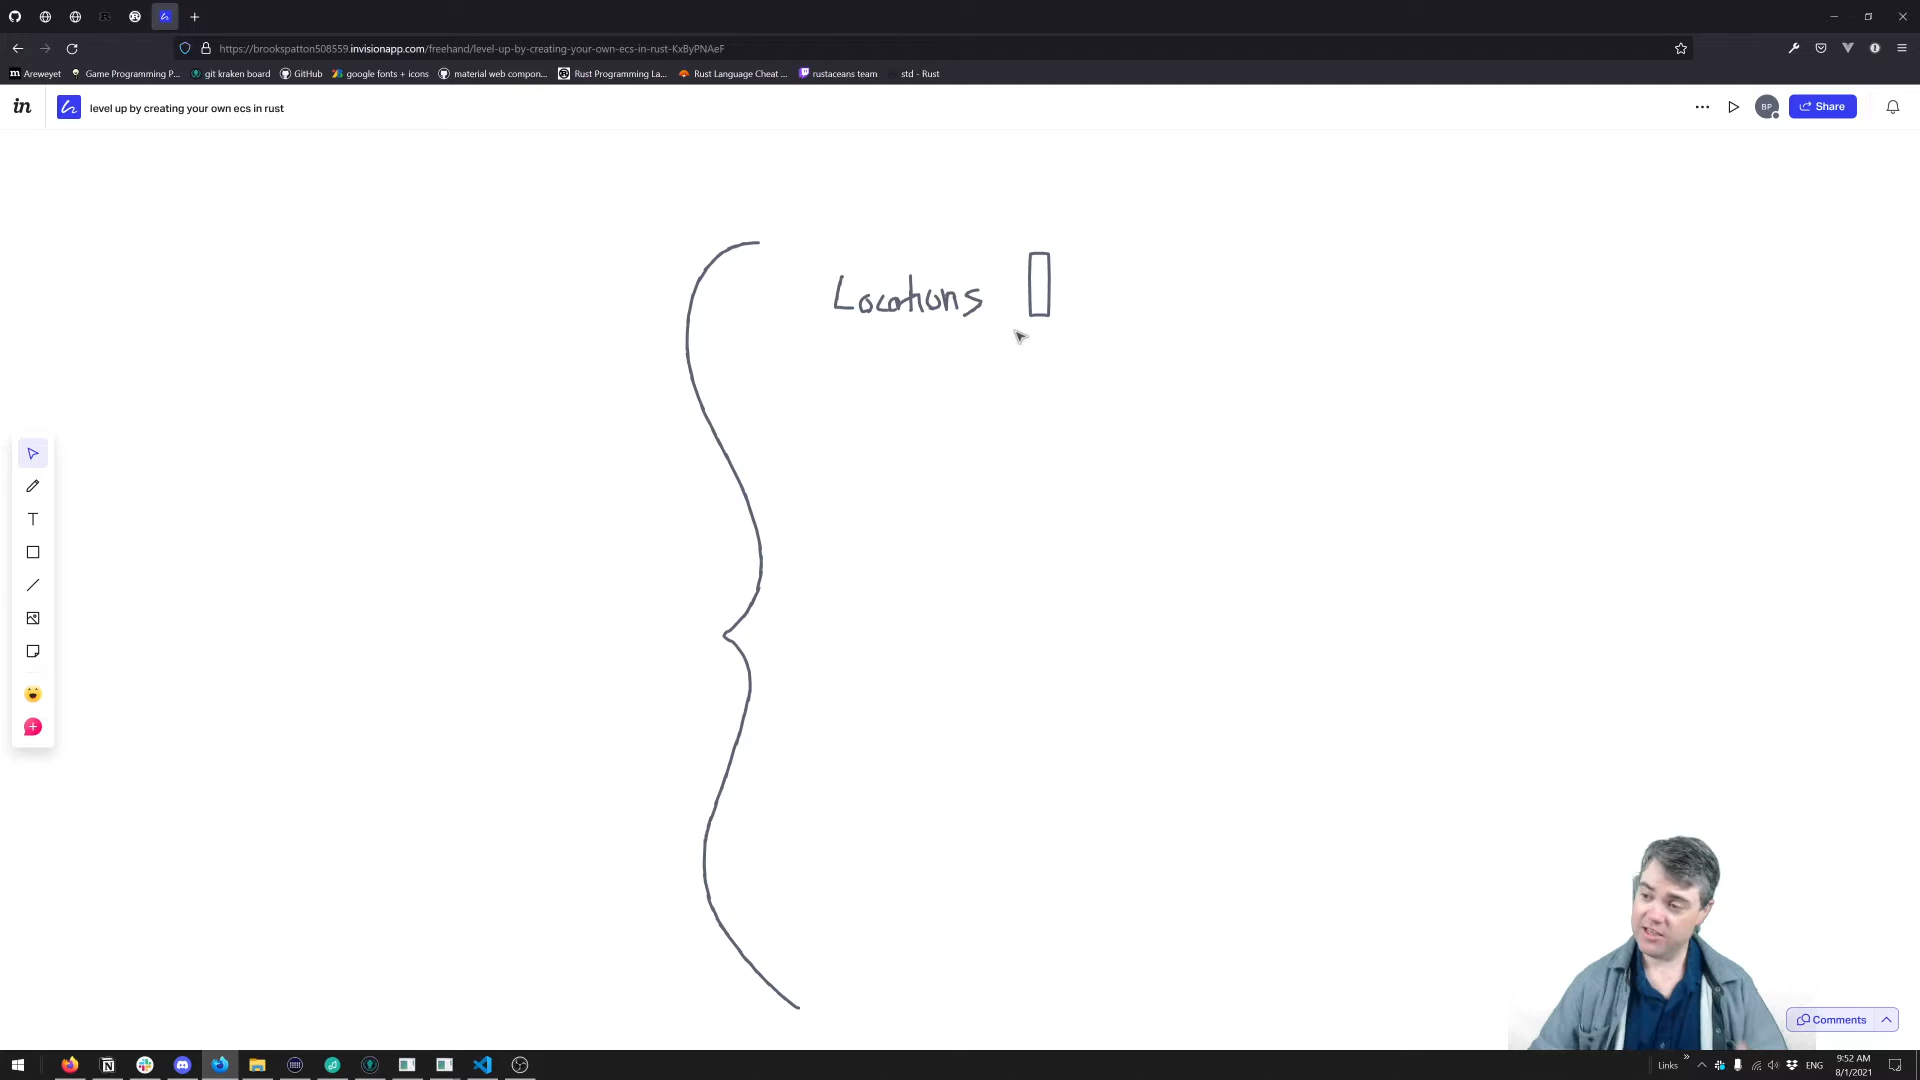 https://brookspatton508559.invisionapp.com/freehand/level-up-by-creating-your-own-ecs-in-rust-KxByPNAeF
Areweyet
Game Programming P...
git kraken board
GitHub
google fonts + icons
material web compon...
Rust Programming La...
Rust Language Cheat ...
rustaceans team
std - Rust
in
level up by creating your own ecs in rust
BP
Share
Locations
T
Comments
Links
ENG
9:52 AM
8/1/2021